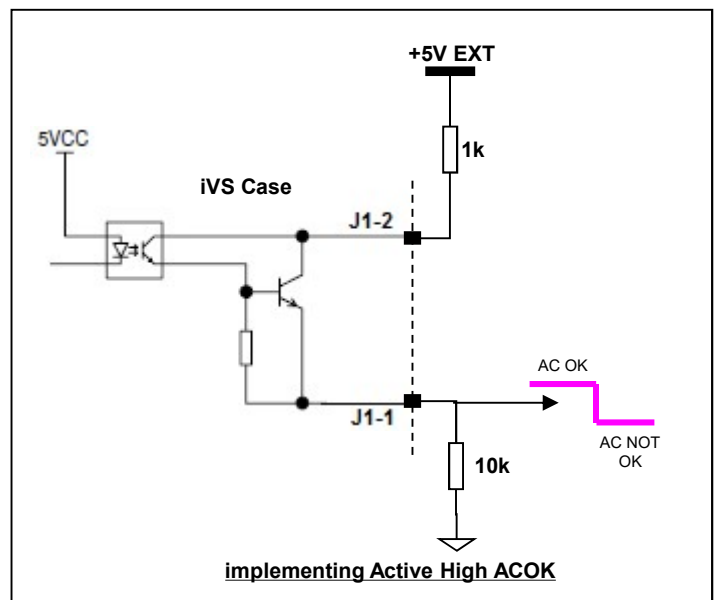 +5V EXT
5VCC
1k
iVS Case
J1-2
AC OK
J1-1
AC NOT
OK
10k
implementing Active High ACOK